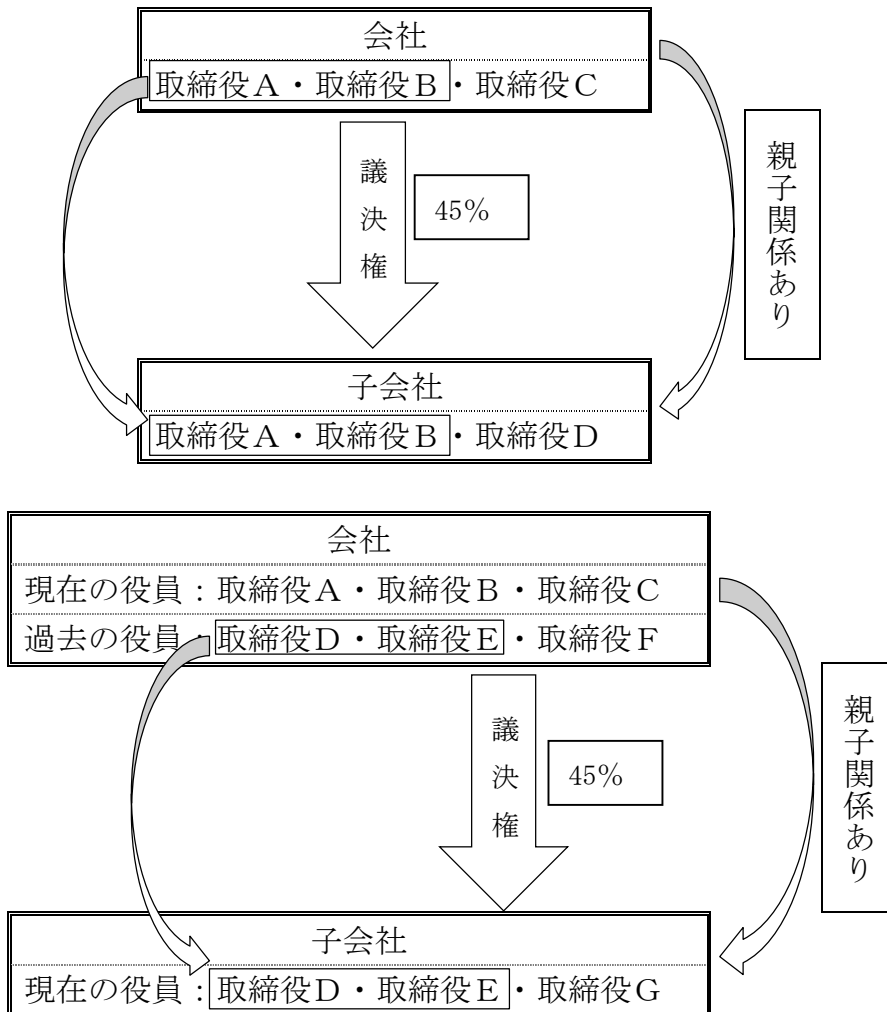 会社
取締役A・取締役B・取締役C
議決権
45%
親子関係あり
子会社
取締役A・取締役B・取締役D
会社
現在の役員：取締役A・取締役B・取締役C
過去の役員：取締役D・取締役E・取締役F
議決権
45%
親子関係あり
子会社
現在の役員：取締役D・取締役E・取締役G